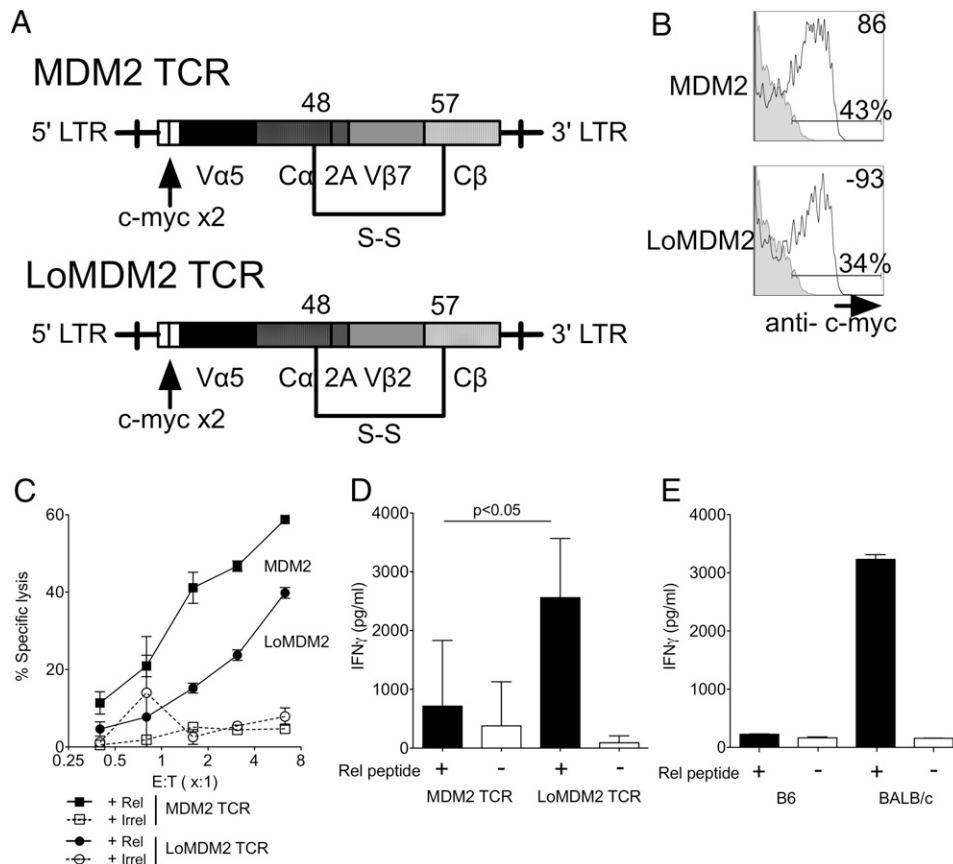 A
MDM2 TCR
48 57
5' LTR 3' LTR
Vα5 Cα 2A Vβ7 Cβ
c-myc x2
S-S
LoMDM2 TCR
48 57
5' LTR 3' LTR
Vα5 Cα 2A Vβ2 Cβ
c-myc x2
S-S
B
MDM2
86
43%
LoMDM2
-93
34%
anti- c-myc
C
% Specific lysis
60
40
20
0
0.25 0.5 1 2 4 8
E:T ( x:1)
MDM2
LoMDM2
+ Rel
+ Irrel
MDM2 TCR
+ Rel
+ Irrel
LoMDM2 TCR
D
p<0.05
IFNγ (pg/ml)
4000
3000
2000
1000
0
Rel peptide + - + -
MDM2 TCR LoMDM2 TCR
E
IFNγ (pg/ml)
4000
3000
2000
1000
0
Rel peptide + - + -
B6 BALB/c